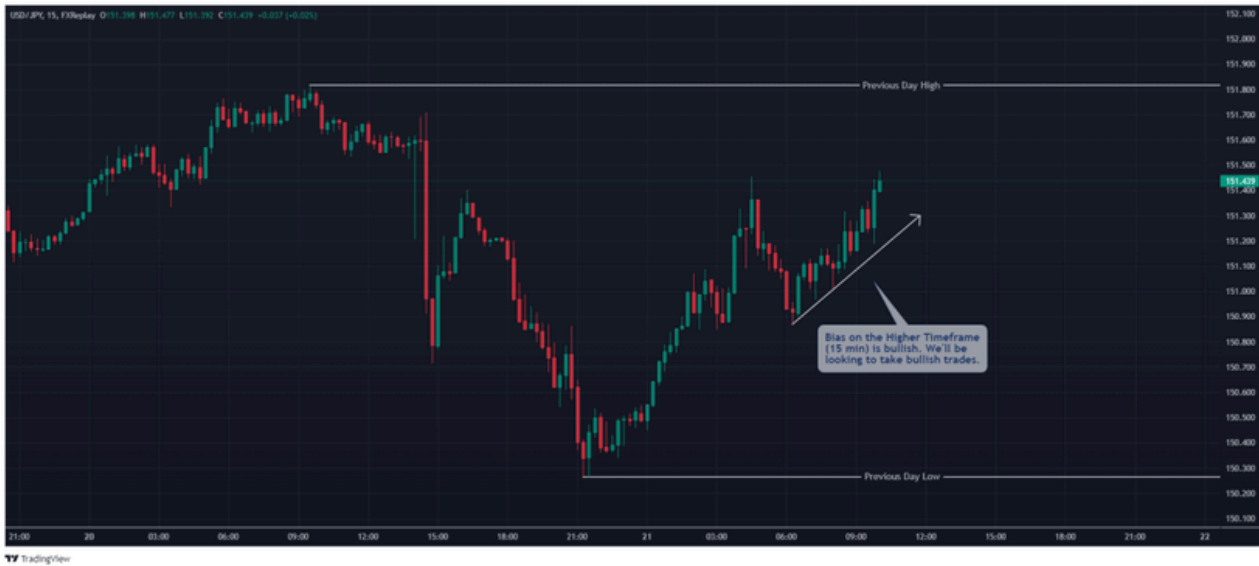 USD/JPY, 15, FXReplay O151.398 H151.477 L151.392 C151.439 +0.037 (+0.02%)
152.100
152.000
151.900
Previous Day High
151.800
151.700
151.600
151.500
151.439
151.400
151.300
151.200
151.100
151.000
150.900
Bias on the Higher Timeframe
(15 min) is bullish. We'll be
looking to take bullish trades.
150.800
150.700
150.600
150.500
150.400
150.300
Previous Day Low
150.200
150.100
21:00 20 03:00 06:00 09:00 12:00 15:00 18:00 21:00 21 03:00 06:00 09:00 12:00 15:00 18:00 21:00 22
TradingView